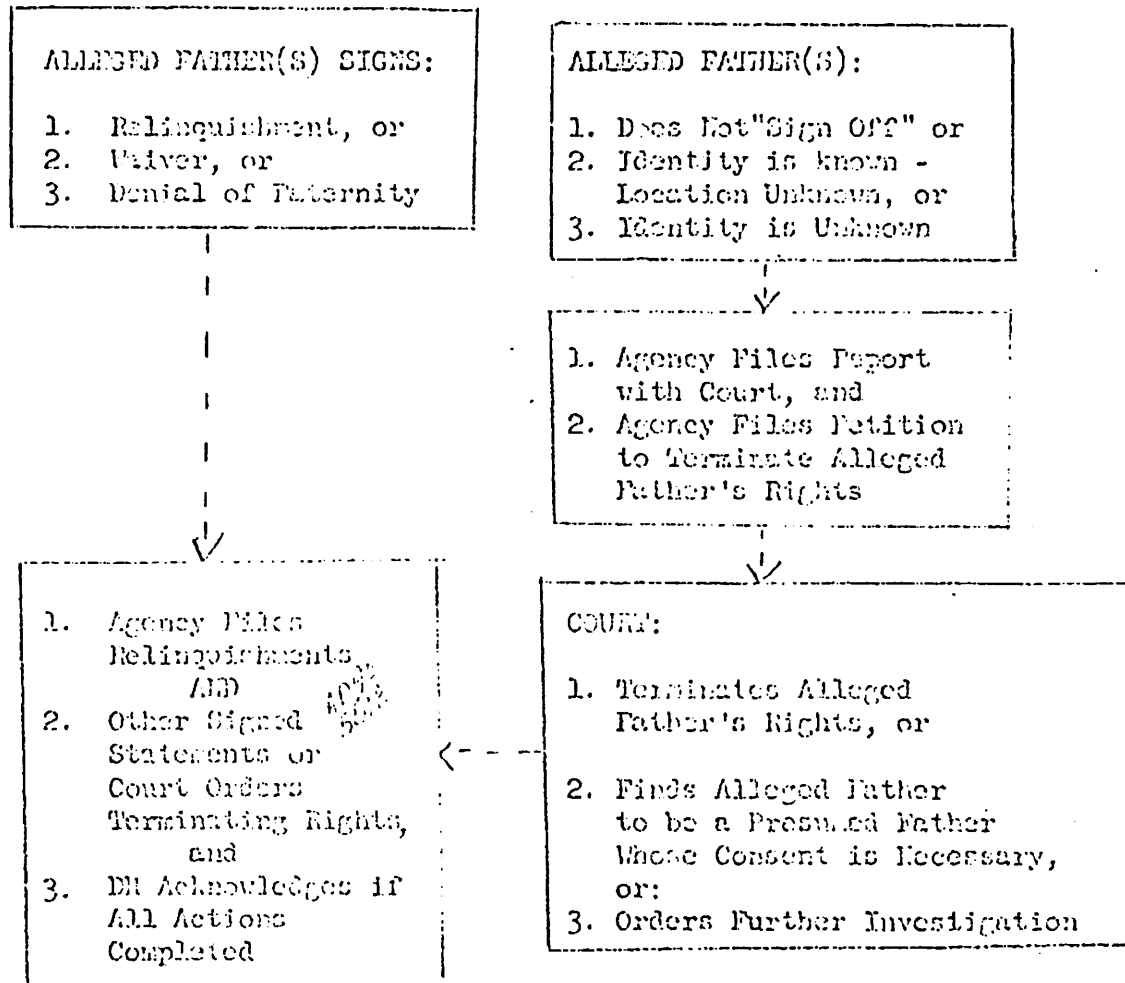 ALLEGED FATHER(S) SIGNS:
1. Relinquishment, or
2. Waiver, or
3. Denial of Paternity
ALLEGED FATHER(S):
1. Does Not"Sign Off" or
2. Identity is known -
Location Unknown, or
3. Identity is Unknown
1. Agency Files Report
with Court, and
2. Agency Files Petition
to Terminate Alleged
Father's Rights
1. Agency Files
Relinquishments
AND
2. Other Signed
Statements or
Court Orders
Terminating Rights,
and
3. Acknowledges if
All Actions
Completed
COURT:
1. Terminates Alleged
Father's Rights, or
2. Finds Alleged Father
to be a Presumed Father
Whose Consent is Necessary,
or:
3. Orders Further Investigation